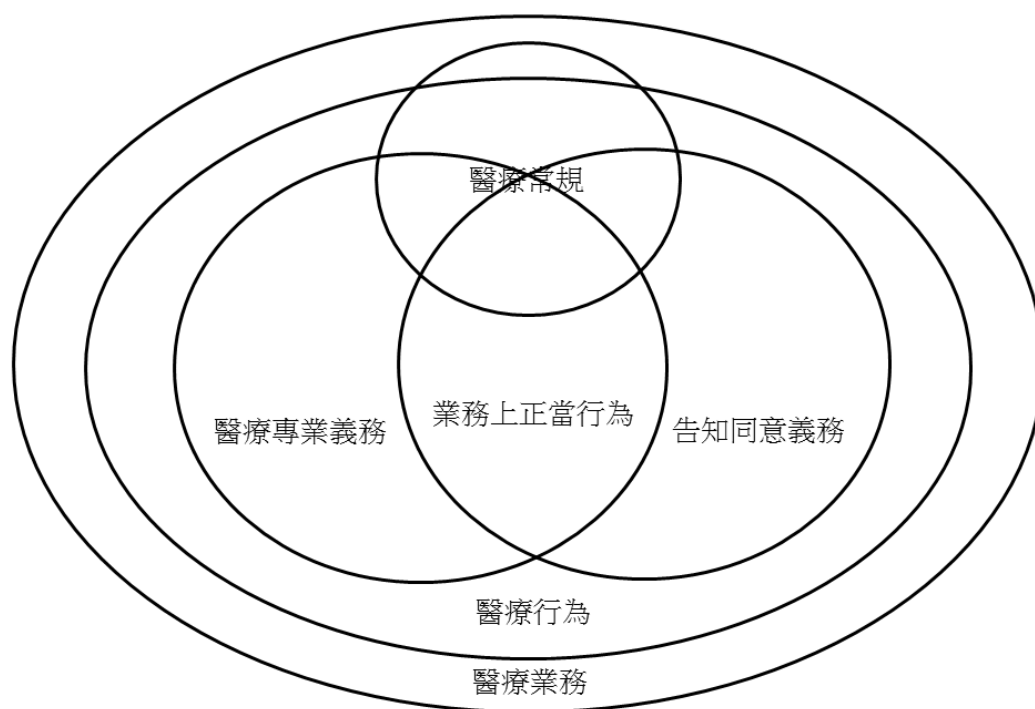 醫療常規
業務上正當行為
醫療專業義務
告知同意義務
醫療行為
醫療業務